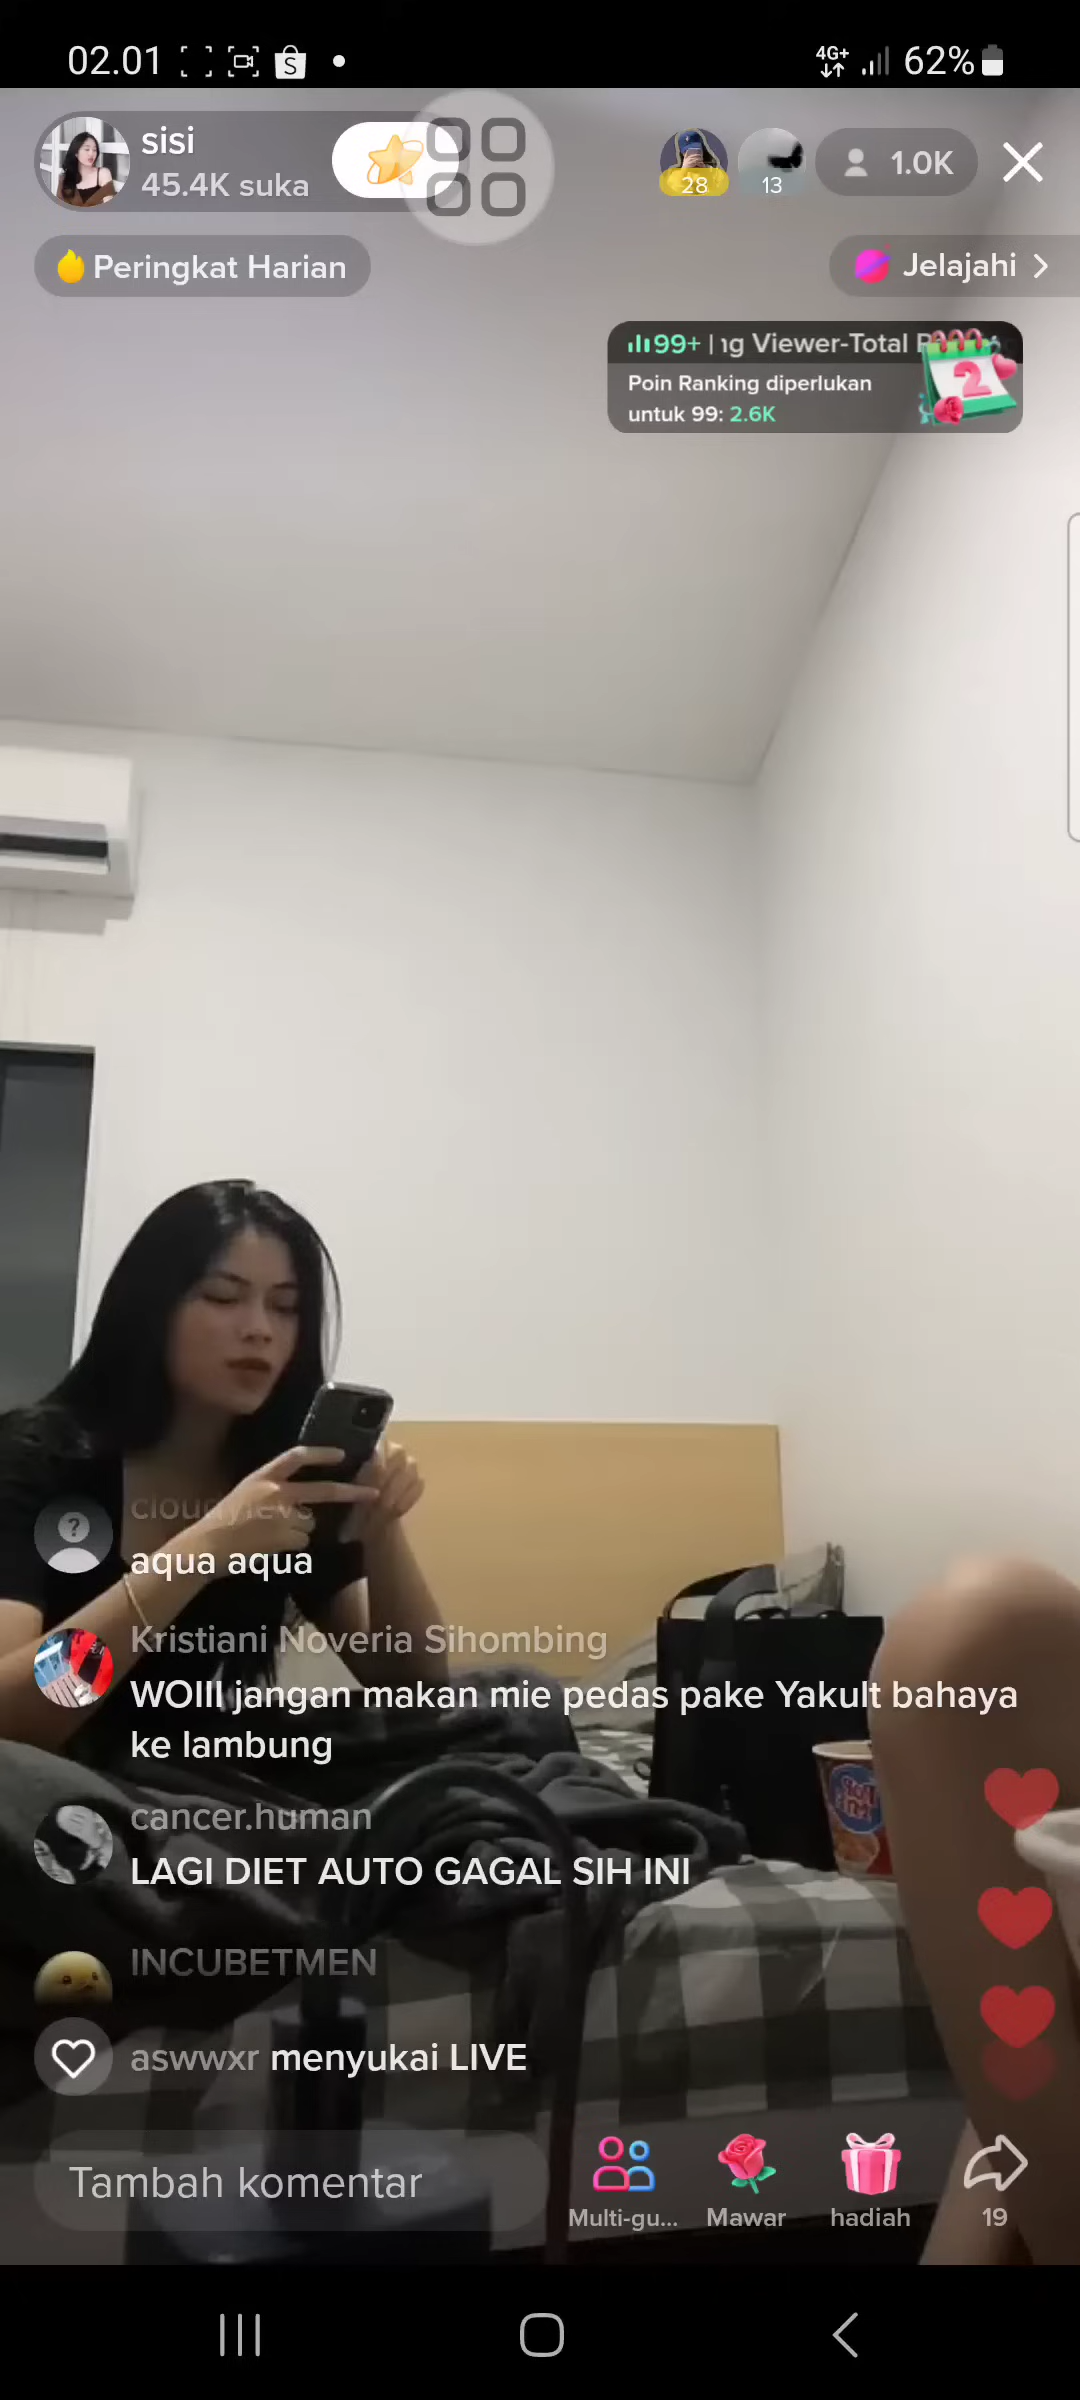 02.01
4G+ 62%
sisi
45.4K suka
28
13
1.0K
Peringkat Harian
Jelajahi
99+ | ng Viewer-Total
Poin Ranking diperlukan
untuk 99: 2.6K
2
cloudyievs
aqua aqua
Kristiani Noveria Sihombing
WOIII jangan makan mie pedas pake Yakult bahaya
ke lambung
cancer.human
LAGI DIET AUTO GAGAL SIH INI
INCUBETMEN
aswwxr menyukai LIVE
Tambah komentar
Multi-gu...
Mawar
hadiah
19